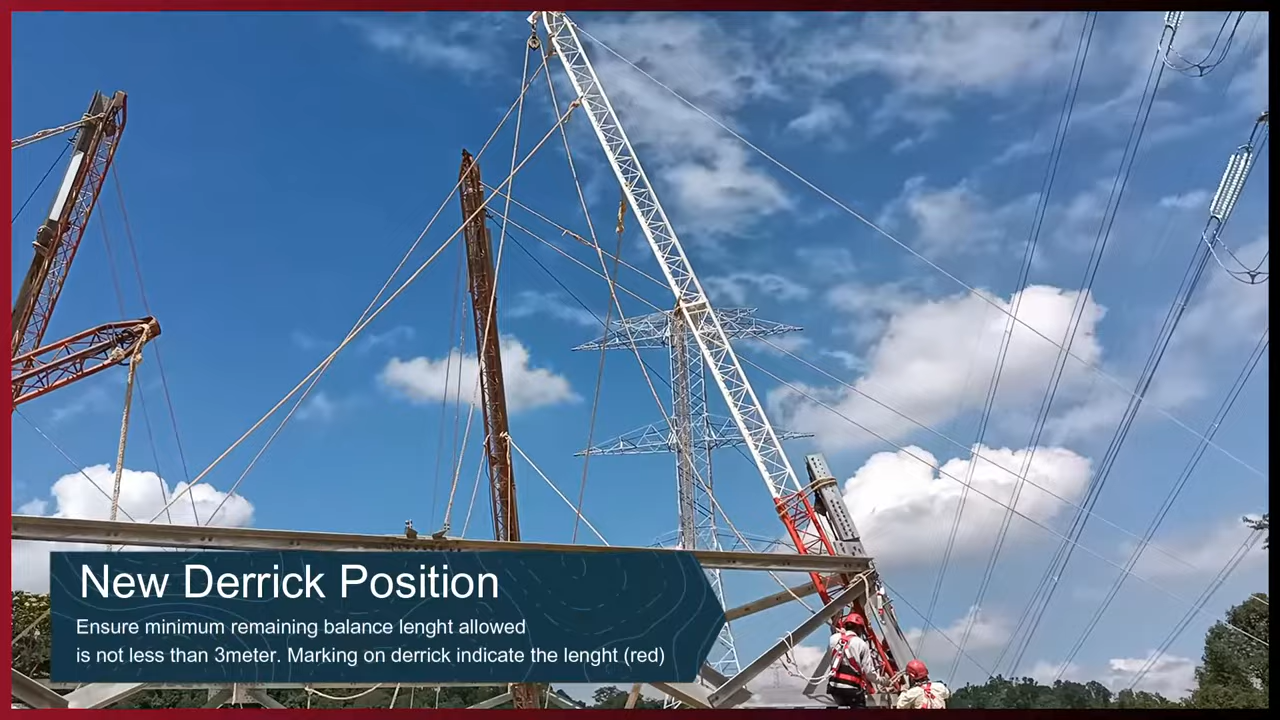 New Derrick Position
Ensure minimum remaining balance lenght allowed
is not less than 3meter. Marking on derrick indicate the lenght (red)